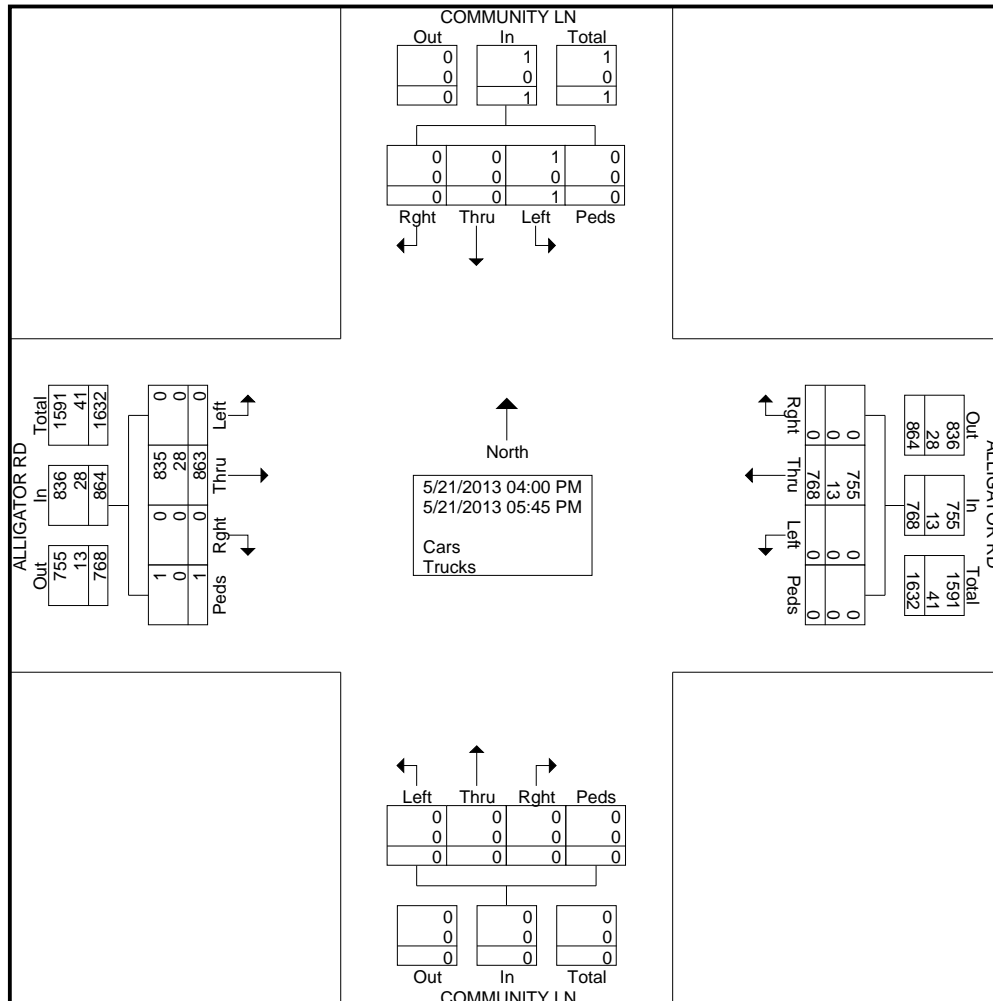 COMMUNITY LN
Out In Total
0 1 1
0 0 0
0 1 1
0 0 1 0
0 0 0 0
0 0 1 0
Rght Thru Left Peds
ALLIGATOR RD
Total In Out
1591 836 755
41 28 13
1632 864 768
0 835 0 1
0 28 0 0
0 863 0 1
Left Thru Rght Peds
North
5/21/2013 04:00 PM
5/21/2013 05:45 PM
Cars
Trucks
ALLIGATOR RD
Out In Total
836 755 1591
28 13 41
864 768 1632
0 755 0 0
0 13 0 0
0 768 0 0
Rght Thru Left Peds
Left Thru Rght Peds
0 0 0 0
0 0 0 0
0 0 0 0
0 0 0
0 0 0
0 0 0
Out In Total
COMMUNITY LN